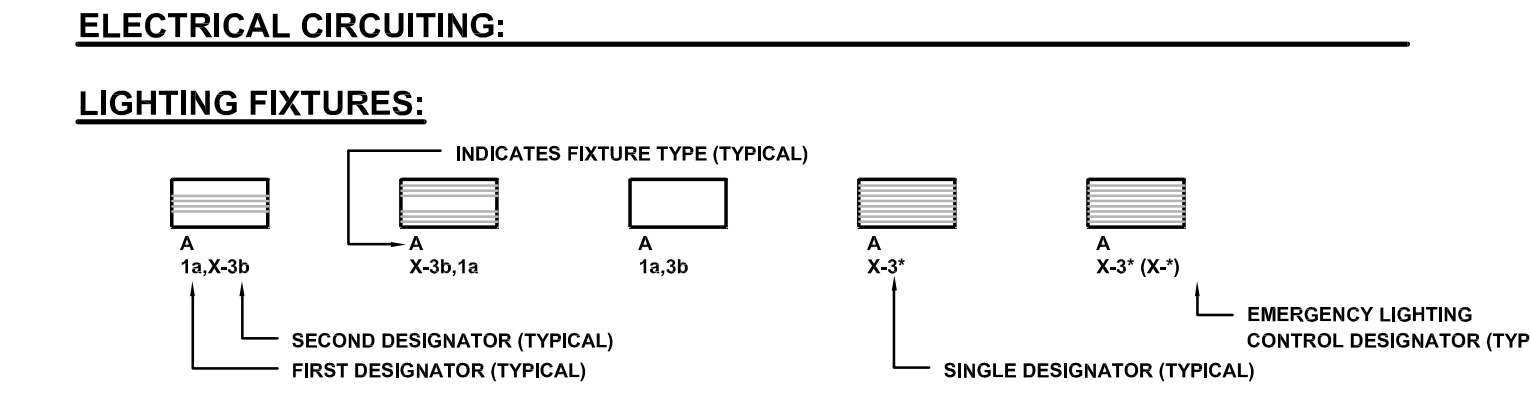 ELECTRICAL CIRCUITING:
LIGHTING FIXTURES:
INDICATES FIXTURE TYPE (TYPICAL)
A
1a,X-3b
A
X-3b,1a
A
1a,3b
A
X-3*
A
X-3* (X-*)
SECOND DESIGNATOR (TYPICAL)
FIRST DESIGNATOR (TYPICAL)
SINGLE DESIGNATOR (TYPICAL)
EMERGENCY LIGHTING
CONTROL DESIGNATOR (TYP